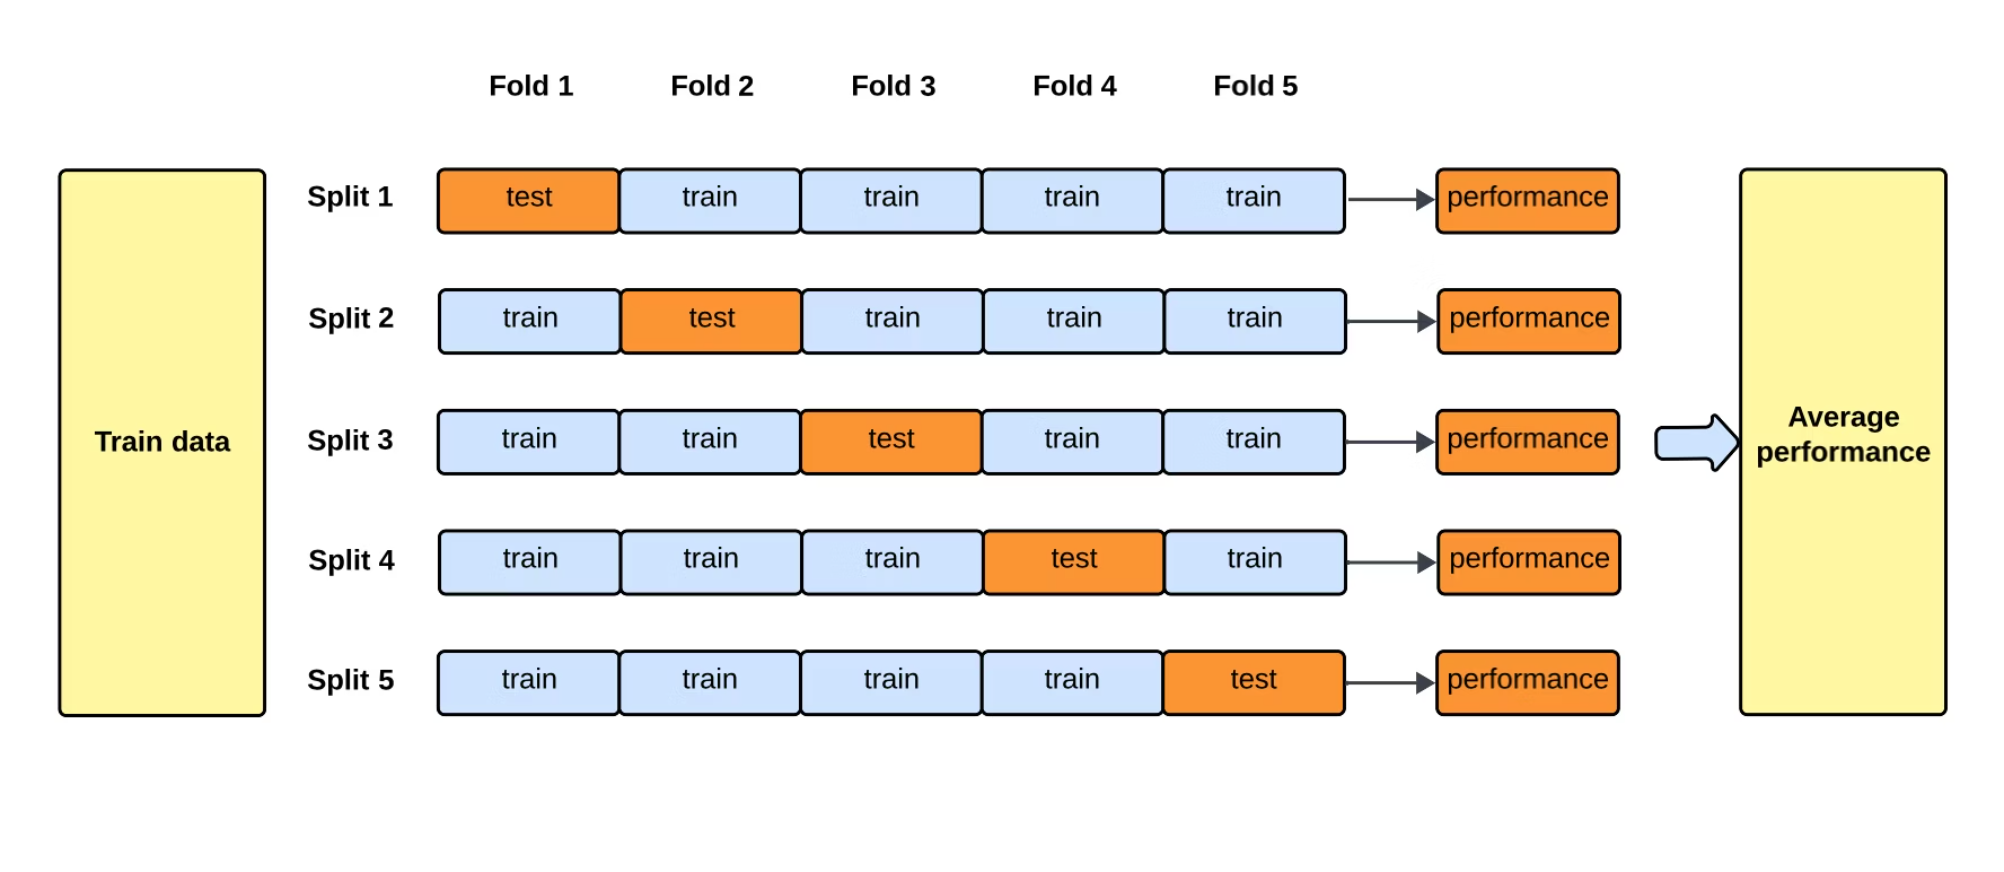 Fold 1 Fold 2 Fold 3 Fold 4 Fold 5
Train data
Split 1 test train train train train performance
Split 2 train test train train train performance
Split 3 train train test train train performance
Split 4 train train train test train performance
Split 5 train train train train test performance
Average
performance